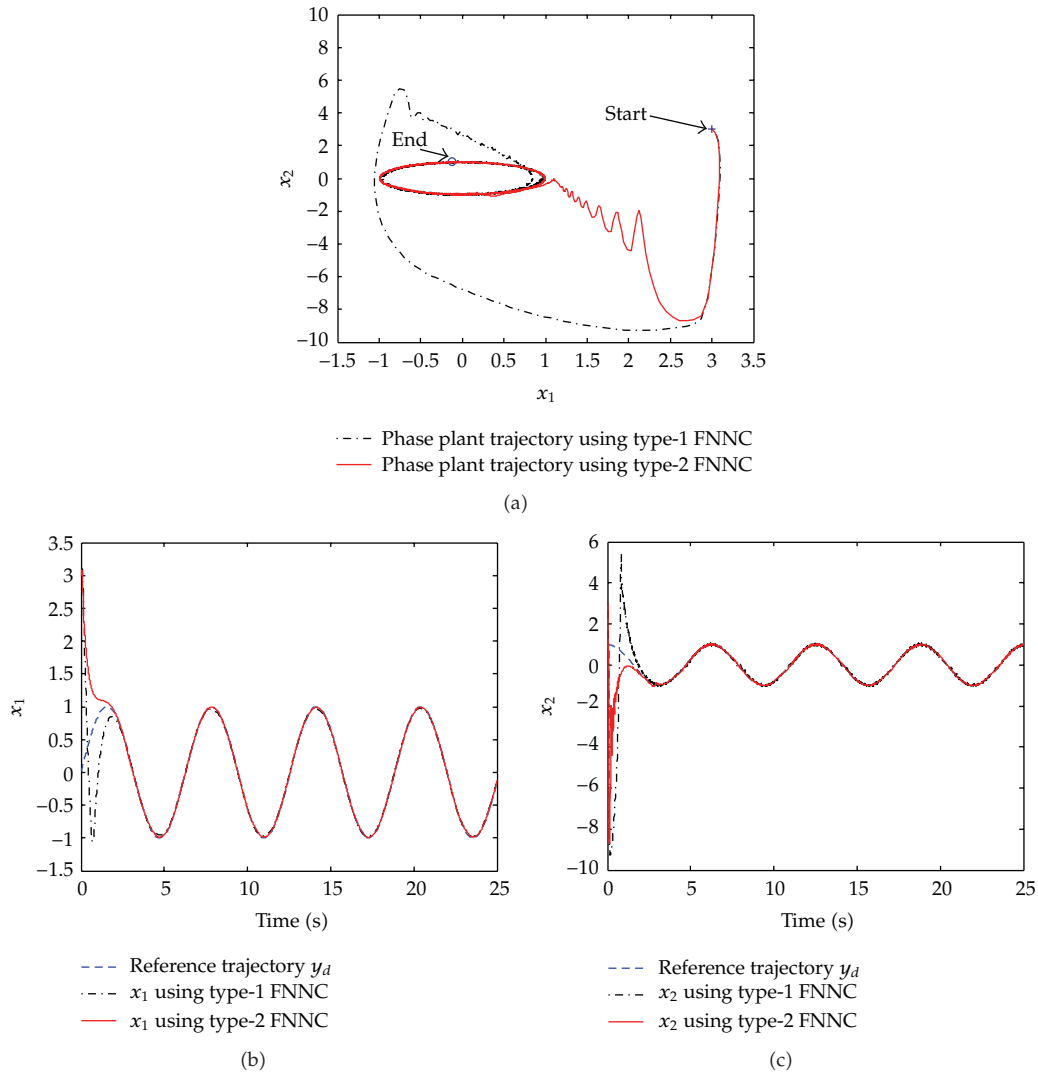 10
8
6
4
2
0
−2
−4
−6
−8
−10
x₂
Start
End
−1.5 −1 −0.5 0 0.5 1 1.5 2 2.5 3 3.5
x₁
Phase plant trajectory using type-1 FNNC
Phase plant trajectory using type-2 FNNC
(a)
3.5
3
2.5
2
1.5
1
0.5
0
−0.5
−1
−1.5
x₁
0 5 10 15 20 25
Time (s)
Reference trajectory y_d
x₁ using type-1 FNNC
x₁ using type-2 FNNC
(b)
6
4
2
0
−2
−4
−6
−8
−10
x₂
0 5 10 15 20 25
Time (s)
Reference trajectory y_d
x₂ using type-1 FNNC
x₂ using type-2 FNNC
(c)